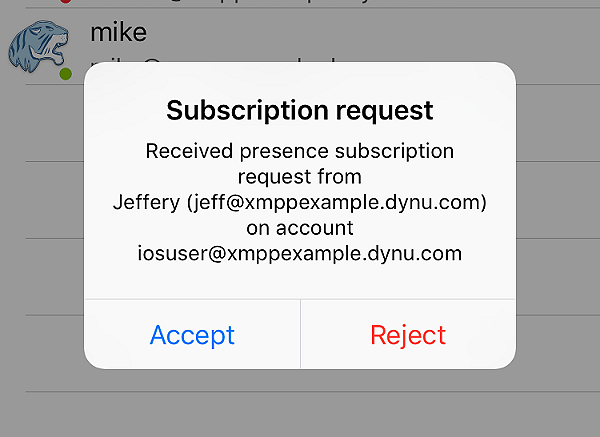 mike
Subscription request
Received presence subscription
request from
Jeffery (jeff@xmppexample.dynu.com)
on account
iosuser@xmppexample.dynu.com
Accept
Reject